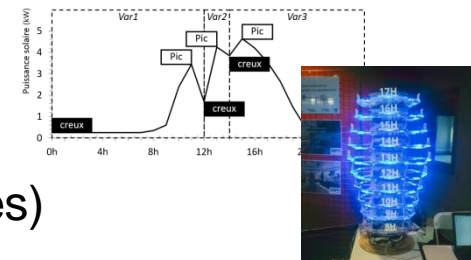 Puissance solaire (kW)
Var1 Var2 Var3
Pic
Pic
Pic
creux
creux
creux
5
4
3
2
1
0
0h 4h 8h 12h 16h
es)
17H
16H
15H
14H
13H
12H
11H
10H
9H
8H